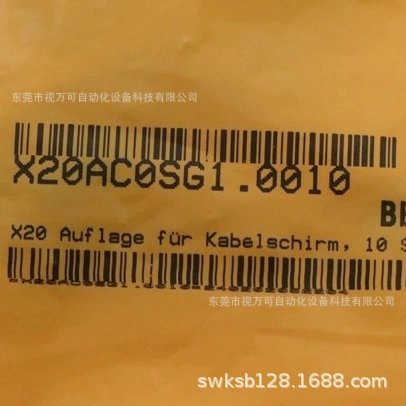 东莞市视万可自动化设备科技有限公司
X20AC0SG1.0010
X20 Auflage für Kabelschirm, 10
东莞市视万可自动化设备科技有限公司
swksb128.1688.com